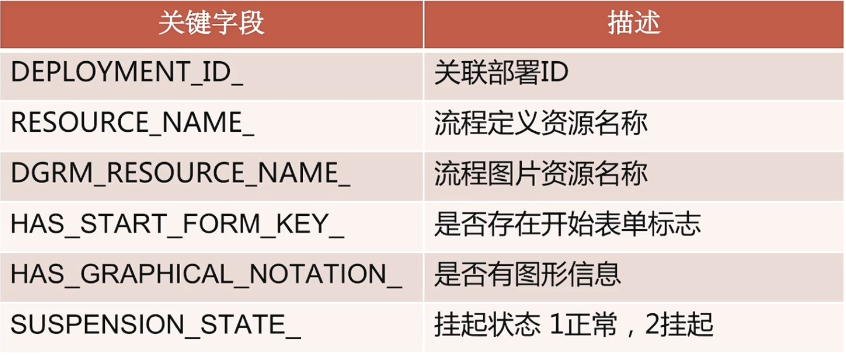 关键字段 描述
DEPLOYMENT_ID_ 关联部署ID
RESOURCE_NAME_ 流程定义资源名称
DGRM_RESOURCE_NAME_ 流程图片资源名称
HAS_START_FORM_KEY_ 是否存在开始表单标志
HAS_GRAPHICAL_NOTATION_ 是否有图形信息
SUSPENSION_STATE_ 挂起状态 1正常，2挂起